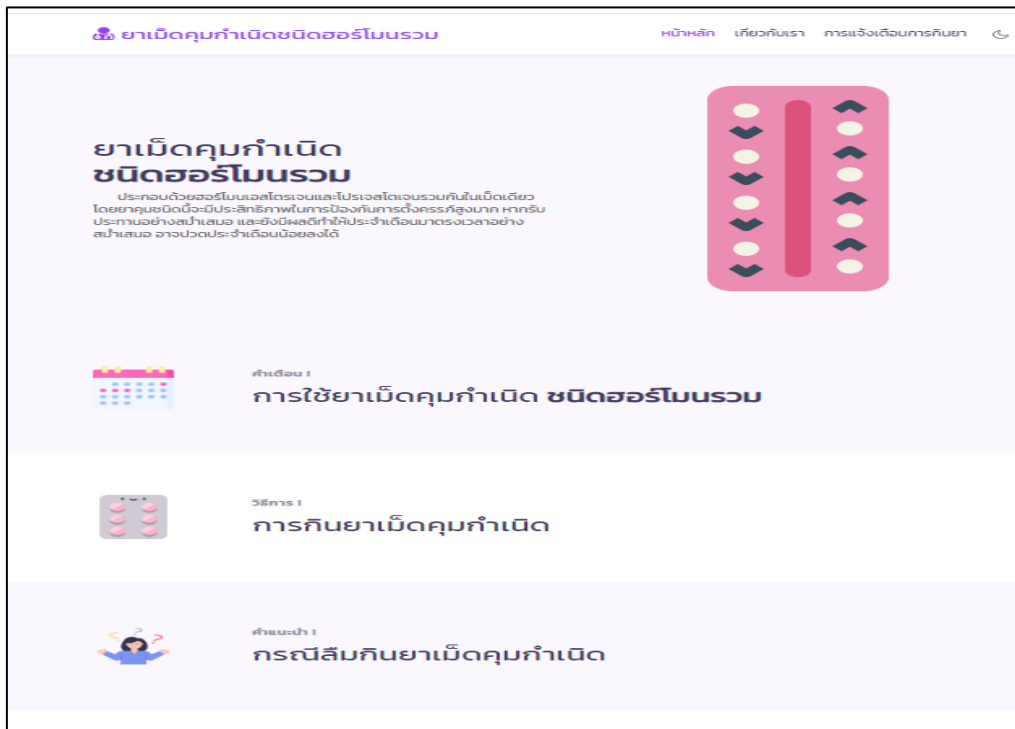 ยาเม็ดคุมกำเนิดชนิดฮอร์โมนรวม
หน้าหลัก เกี่ยวกับเรา การแจ้งเตือนการกินยา
ยาเม็ดคุมกำเนิด
ชนิดฮอร์โมนรวม
ประกอบด้วยฮอร์โมนเอสโตรเจนและโปรเจสโตเจนรวมกันในเม็ดเดียว
โดยยาคุมชนิดนี้จะมีประสิทธิภาพในการป้องกันการตั้งครรภ์สูงมาก หากรับ
ประทานอย่างสม่ำเสมอ และยังมีผลดีทำให้ประจำเดือนมาตรงเวลาอย่าง
สม่ำเสมอ อาจปวดประจำเดือนน้อยลงได้
คำเตือน !
การใช้ยาเม็ดคุมกำเนิด ชนิดฮอร์โมนรวม
วิธีการ !
การกินยาเม็ดคุมกำเนิด
คำแนะนำ !
กรณีลืมกินยาเม็ดคุมกำเนิด